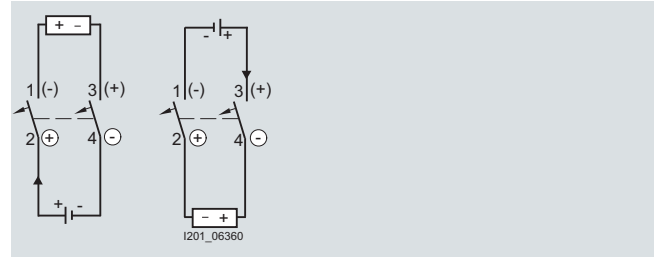 + -
- +
1 (-) 3 (+)
1 (-) 3 (+)
2 + 4 -
2 + 4 -
+ -
- +
I201_06360